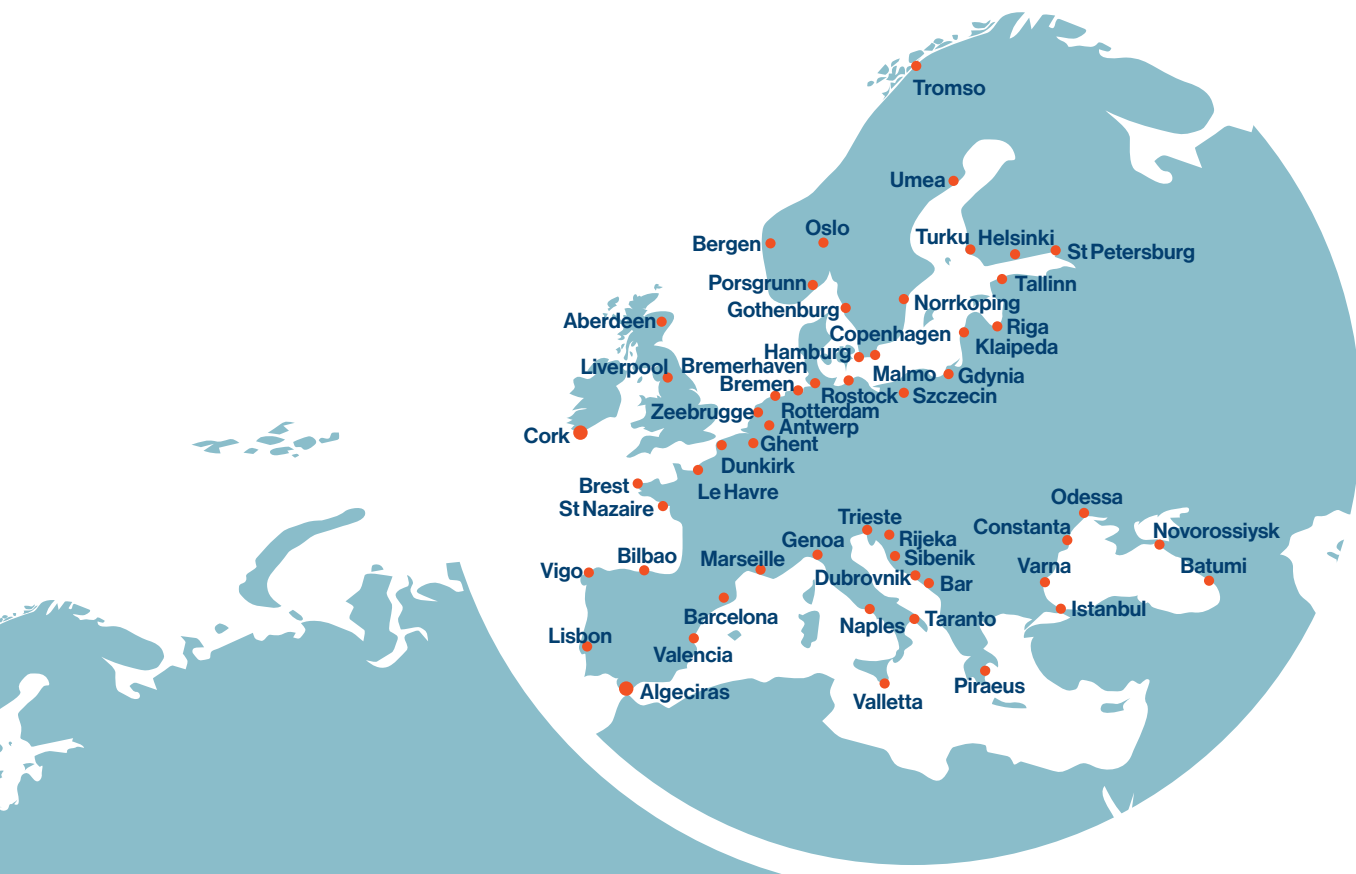 Tromso
Umea
Oslo
Bergen
Turku
Helsinki
St Petersburg
Porsgrunn
Tallinn
Gothenburg
Norrkoping
Aberdeen
Copenhagen
Riga
Klaipeda
Hamburg
Liverpool
Bremerhaven
Malmo
Gdynia
Bremen
Rostock
Szczecin
Zeebrugge
Rotterdam
Antwerp
Cork
Ghent
Dunkirk
Brest
Le Havre
St Nazaire
Odessa
Trieste
Constanta
Novorossiysk
Genoa
Rijeka
Bilbao
Marseille
Sibenik
Vigo
Varna
Batumi
Dubrovnik
Bar
Istanbul
Barcelona
Naples
Taranto
Lisbon
Valencia
Piraeus
Algeciras
Valletta